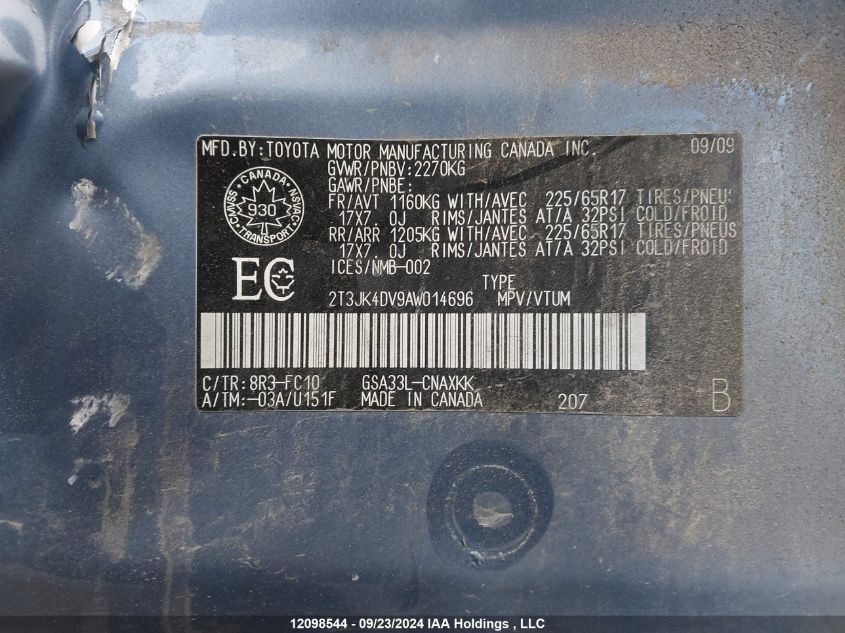 MFD.BY:TOYOTA MOTOR MANUFACTURING CANADA INC. 09/09
GVWR/PNBV:2270KG
GAWR/PNBE:
FR/AVT 1160KG WITH/AVEC 225/65R17 TIRES/PNEUS
17X7.0J RIMS/JANTES AT/A 32PSI COLD/FROID
RR/ARR 1205KG WITH/AVEC 225/65R17 TIRES/PNEUS
17X7.0J RIMS/JANTES AT/A 32PSI COLD/FROID
ICES/NMB-002
CANADA
CMVSS 930 NSVAC
TRANSPORT
EC
TYPE
2T3JK4DV9AW014696 MPV/VTUM
C/TR:8R3-FC10 GSA33L-CNAXKK
A/TM:-03A/U151F MADE IN CANADA 207 B
12098544 - 09/23/2024 IAA Holdings , LLC